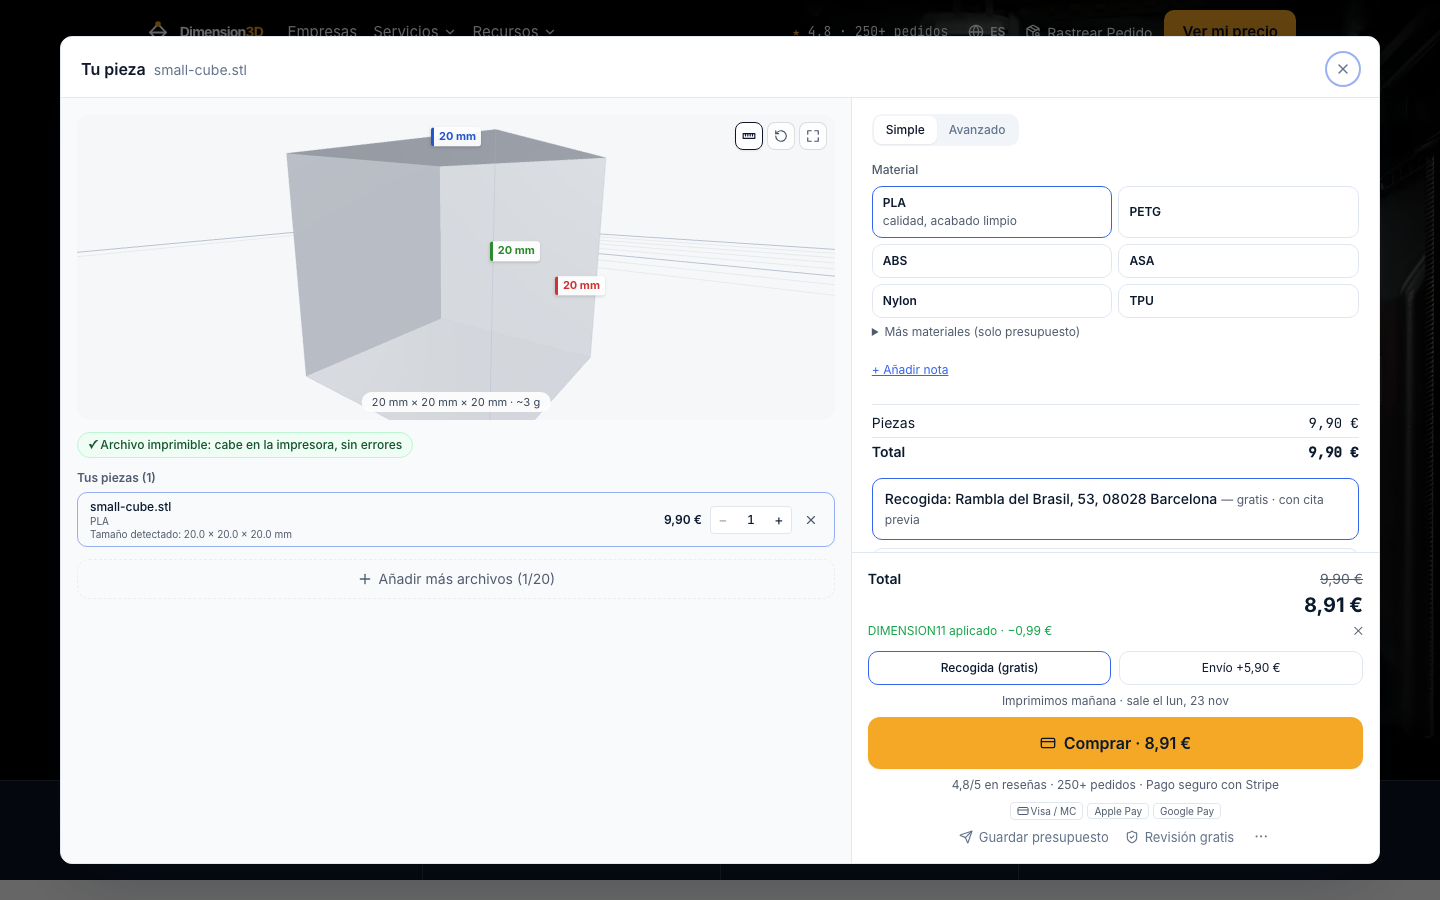 Dimension3D Empresas Servicios Recursos ★ 4,8 · 250+ pedidos ES Rastrear Pedido Ver mi precio
Tu pieza small-cube.stl
20 mm
20 mm
20 mm
20 mm × 20 mm × 20 mm · ~3 g
✓ Archivo imprimible: cabe en la impresora, sin errores
Tus piezas (1)
small-cube.stl
PLA
Tamaño detectado: 20.0 × 20.0 × 20.0 mm
9,90 € − 1 +
Añadir más archivos (1/20)
Simple Avanzado
Material
PLA
calidad, acabado limpio
PETG
ABS
ASA
Nylon
TPU
Más materiales (solo presupuesto)
+ Añadir nota
Piezas 9,90 €
Total 9,90 €
Recogida: Rambla del Brasil, 53, 08028 Barcelona — gratis · con cita
previa
Total 9,90 €
8,91 €
DIMENSION11 aplicado · −0,99 €
Recogida (gratis) Envío +5,90 €
Imprimimos mañana · sale el lun, 23 nov
Comprar · 8,91 €
4,8/5 en reseñas · 250+ pedidos · Pago seguro con Stripe
Visa / MC Apple Pay Google Pay
Guardar presupuesto Revisión gratis ···